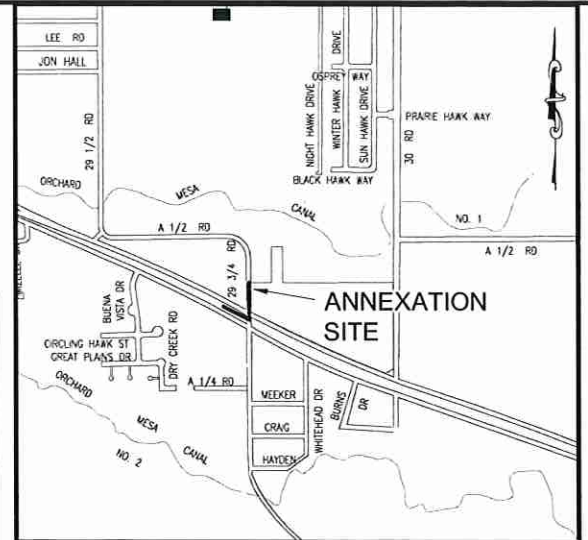 LEE RD
JON HALL
29 1/2 RD
NIGHT HAWK DRIVE
WINTER HAWK DRIVE
SUN HAWK DRIVE
OSPREY WAY
BLACK HAWK WAY
PRAIRIE HAWK WAY
30 RD
ORCHARD MESA CANAL NO. 1
A 1/2 RD
A 1/2 RD
29 3/4 RD
ANNEXATION
SITE
BUENA
VISTA DR
CIRCLING HAWK ST
GREAT PLAINS DR
DRY CREEK RD
A 1/4 RD
MEEKER
CRAIG
HAYDEN
WHITEHEAD DR
BURNS DR
ORCHARD MESA CANAL
NO. 2